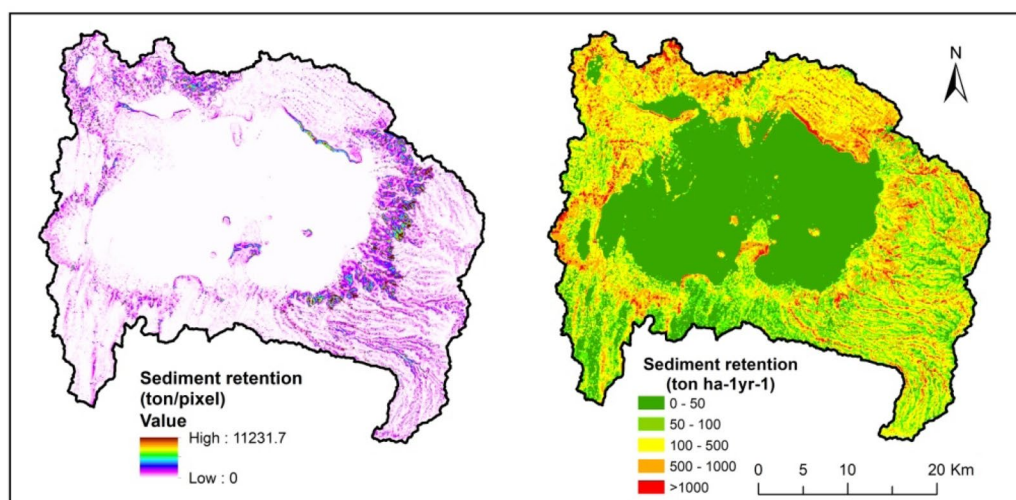 N
Sediment retention
(ton/pixel)
Value
High : 11231.7
Low : 0
Sediment retention
(ton ha-1yr-1)
0 - 50
50 - 100
100 - 500
500 - 1000
>1000
0 5 10 20 Km